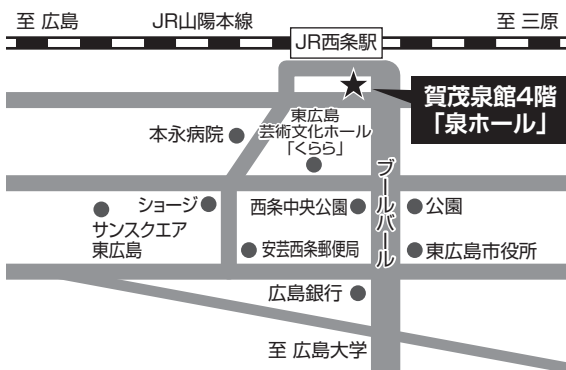 至 広島
JR山陽本線
至 三原
JR西条駅
賀茂泉館4階
「泉ホール」
東広島
芸術文化ホール
「くらら」
本永病院
ブールバール
ショージ
サンスクエア
東広島
西条中央公園
公園
安芸西条郵便局
東広島市役所
広島銀行
至 広島大学